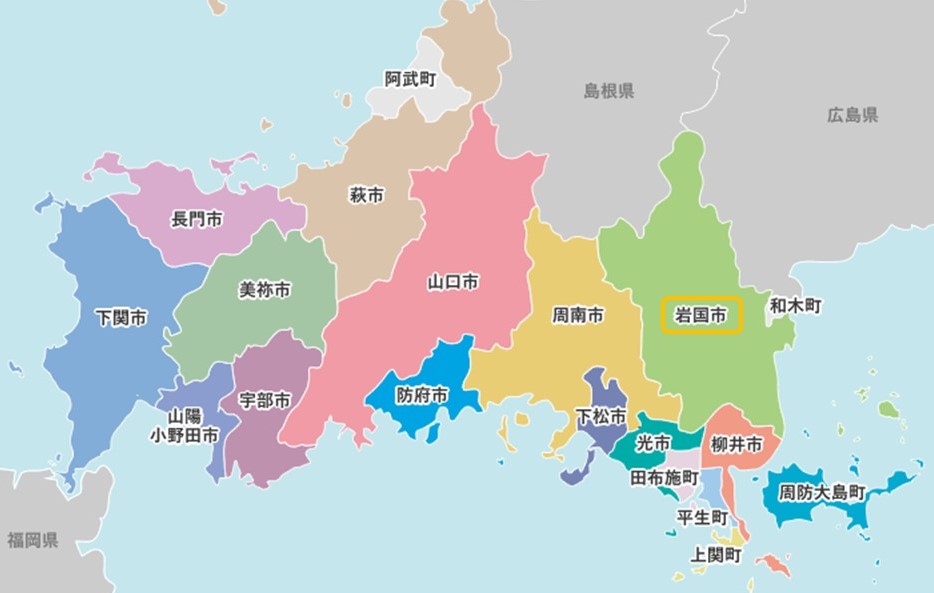 阿武町
島根県
広島県
萩市
長門市
山口市
美祢市
岩国市
和木町
下関市
周南市
防府市
宇部市
山陽
小野田市
下松市
光市
柳井市
田布施町
周防大島町
平生町
福岡県
上関町